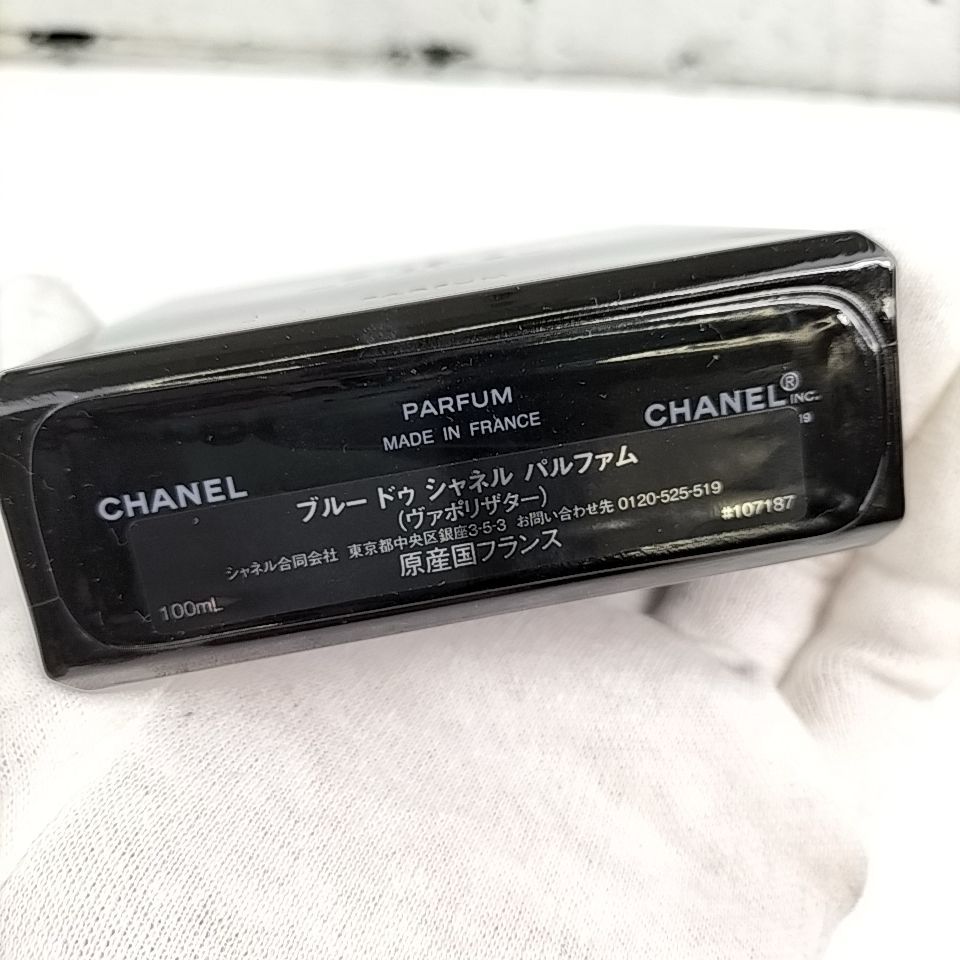 PARFUM
MADE IN FRANCE
CHANEL
CHANEL®
INC.
19
ブルー ドゥ シャネル パルファム
(ヴァポリザター)
シャネル合同会社 東京都中央区銀座3-5-3 お問い合わせ先 0120-525-519
原産国フランス
#107187
100mL